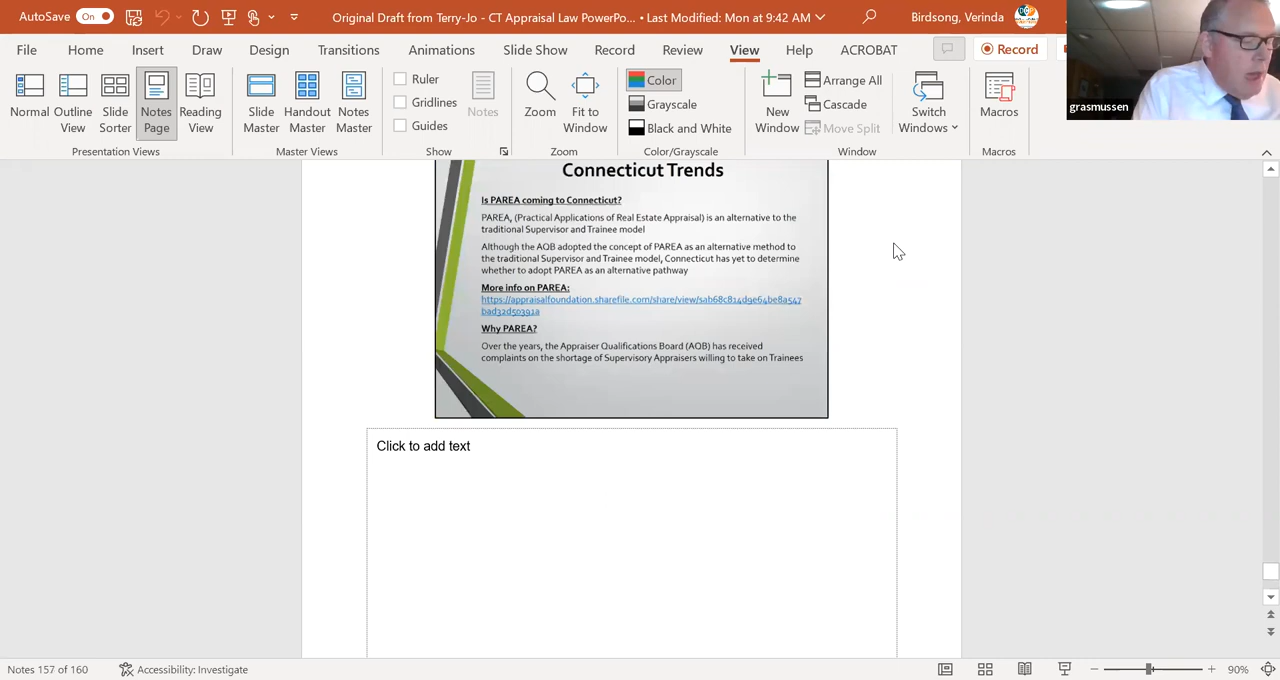 AutoSave On Original Draft from Terry-Jo - CT Appraisal Law PowerPo... • Last Modified: Mon at 9:42 AM Birdsong, Verinda
File Home Insert Draw Design Transitions Animations Slide Show Record Review View Help ACROBAT Record
Normal Outline View Slide Sorter Notes Page Reading View
Presentation Views
Slide Master Handout Master Notes Master
Master Views
Ruler
Gridlines
Guides
Notes
Show
Zoom Fit to Window
Zoom
Color
Grayscale
Black and White
Color/Grayscale
New Window
Arrange All
Cascade
Move Split
Switch Windows
Window
Macros
Macros
grasmussen
Connecticut Trends
Is PAREA coming to Connecticut?
PAREA, (Practical Applications of Real Estate Appraisal) is an alternative to the
traditional Supervisor and Trainee model
Although the AQB adopted the concept of PAREA as an alternative method to
the traditional Supervisor and Trainee model, Connecticut has yet to determine
whether to adopt PAREA as an alternative pathway
More info on PAREA:
https://appraisalfoundation.sharefile.com/share/view/sab68c814d9e64be8a547
bad32d50391a
Why PAREA?
Over the years, the Appraiser Qualifications Board (AQB) has received
complaints on the shortage of Supervisory Appraisers willing to take on Trainees
Click to add text
Notes 157 of 160 Accessibility: Investigate 90%